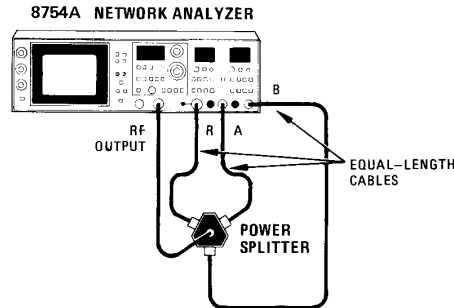 8754A NETWORK ANALYZER
B
RF
OUTPUT
R
A
EQUAL-LENGTH
CABLES
POWER
SPLITTER